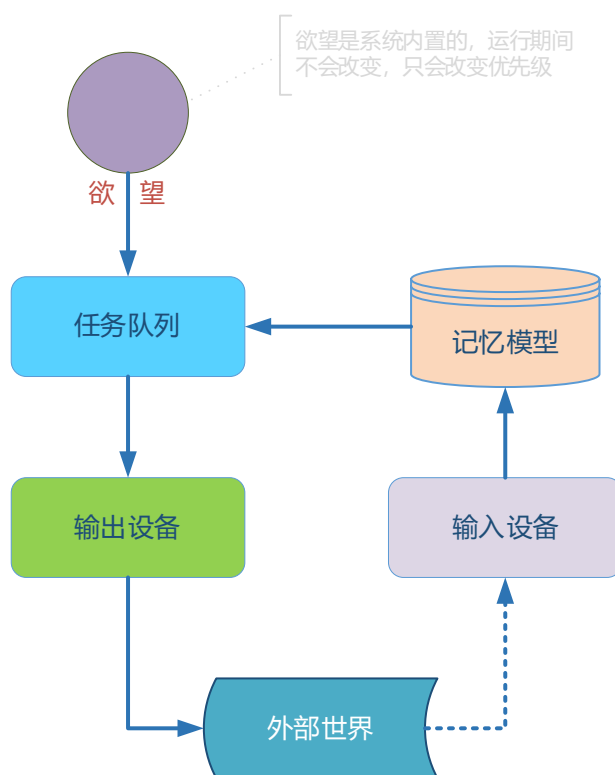 欲望是系统内置的，运行期间
不会改变，只会改变优先级
欲 望
任务队列
记忆模型
输出设备
输入设备
外部世界